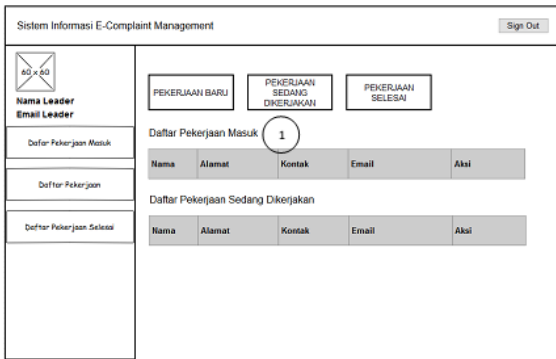 Sistem Informasi E-Complaint Management
Sign Out
60 x 60
Nama Leader
Email Leader
Dafar Pekerjaan Masuk
Daftar Pekerjaan
Daftar Pekerjaan Selesai
PEKERJAAN BARU
PEKERJAAN
SEDANG
DIKERJAKAN
PEKERJAAN
SELESAI
Daftar Pekerjaan Masuk
1
Nama Alamat Kontak Email Aksi
Daftar Pekerjaan Sedang Dikerjakan
Nama Alamat Kontak Email Aksi